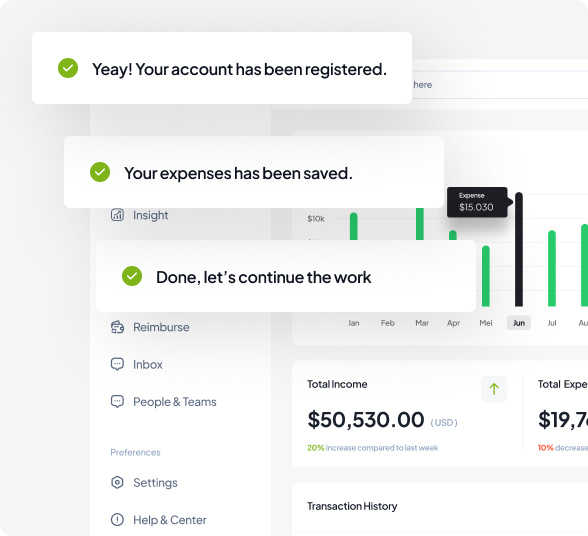 Yeay! Your account has been registered.
here
Your expenses has been saved.
Expense
$15.030
Insight
$10k
Done, let's continue the work
Jan Feb Mar Apr Mei Jun Jul Au
Reimburse
Inbox
People & Teams
Total Income
Total Expe
$50,530.00 (USD)
$19,76
20% increase compared to last week
10% decrease
Preferences
Settings
Transaction History
Help & Center